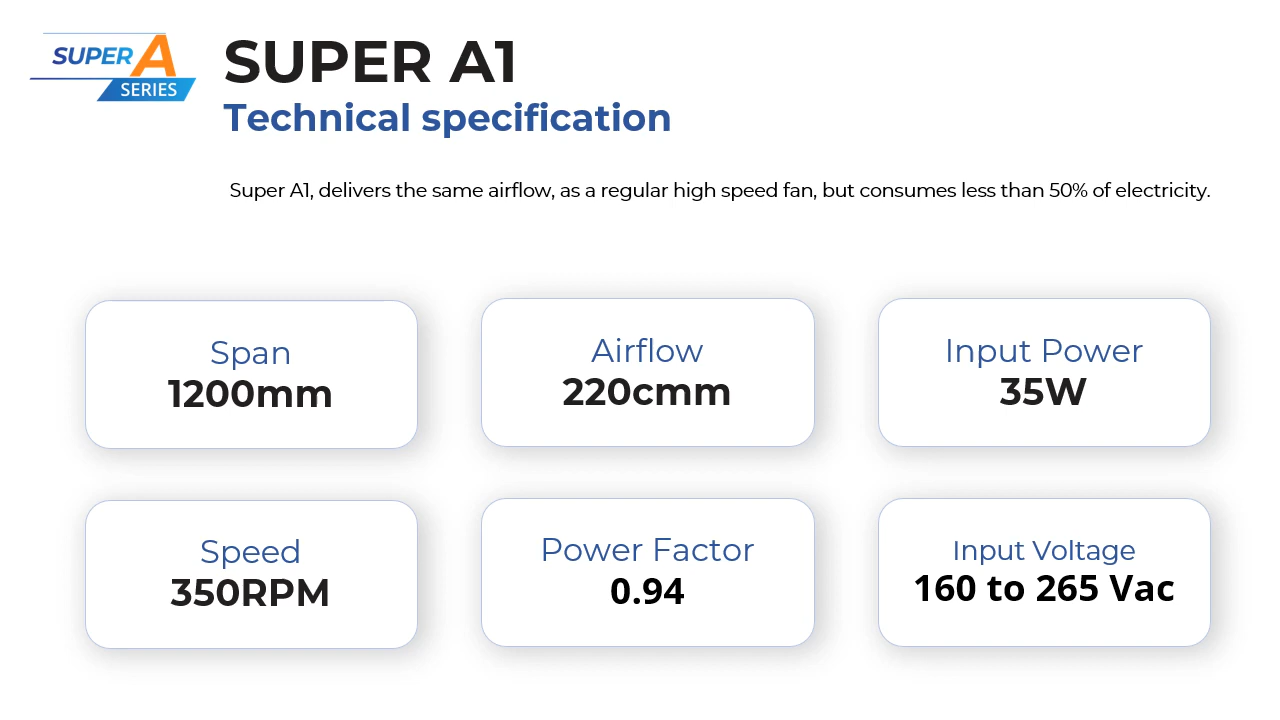 SUPER A
SERIES
SUPER A1
Technical specification
Super A1, delivers the same airflow, as a regular high speed fan, but consumes less than 50% of electricity.
Span
1200mm
Airflow
220cmm
Input Power
35W
Speed
350RPM
Power Factor
0.94
Input Voltage
160 to 265 Vac